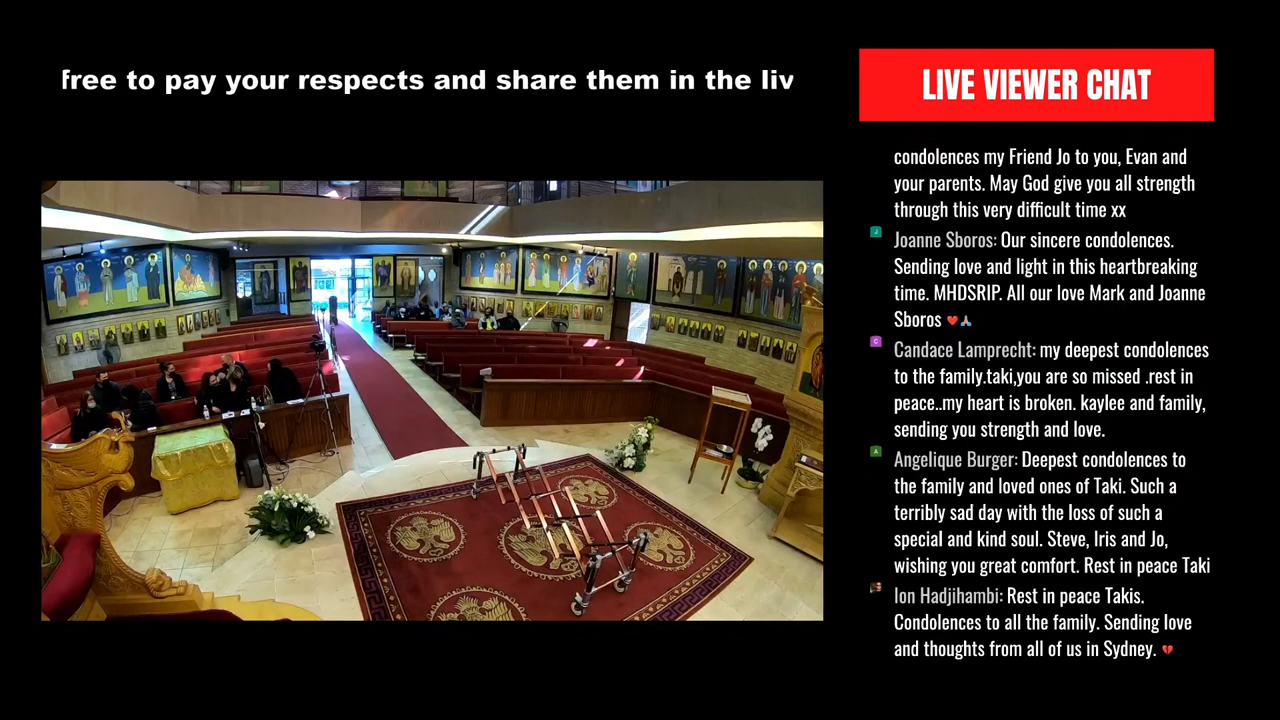 free to pay your respects and share them in the liv
LIVE VIEWER CHAT
condolences my Friend Jo to you, Evan and
your parents. May God give you all strength
through this very difficult time xx
Joanne Sboros: Our sincere condolences.
Sending love and light in this heartbreaking
time. MHDSRIP. All our love Mark and Joanne
Sboros ❤️🙏
Candace Lamprecht: my deepest condolences
to the family.taki,you are so missed .rest in
peace..my heart is broken. kaylee and family,
sending you strength and love.
Angelique Burger: Deepest condolences to
the family and loved ones of Taki. Such a
terribly sad day with the loss of such a
special and kind soul. Steve, Iris and Jo,
wishing you great comfort. Rest in peace Taki
Ion Hadjihambi: Rest in peace Takis.
Condolences to all the family. Sending love
and thoughts from all of us in Sydney. 💔